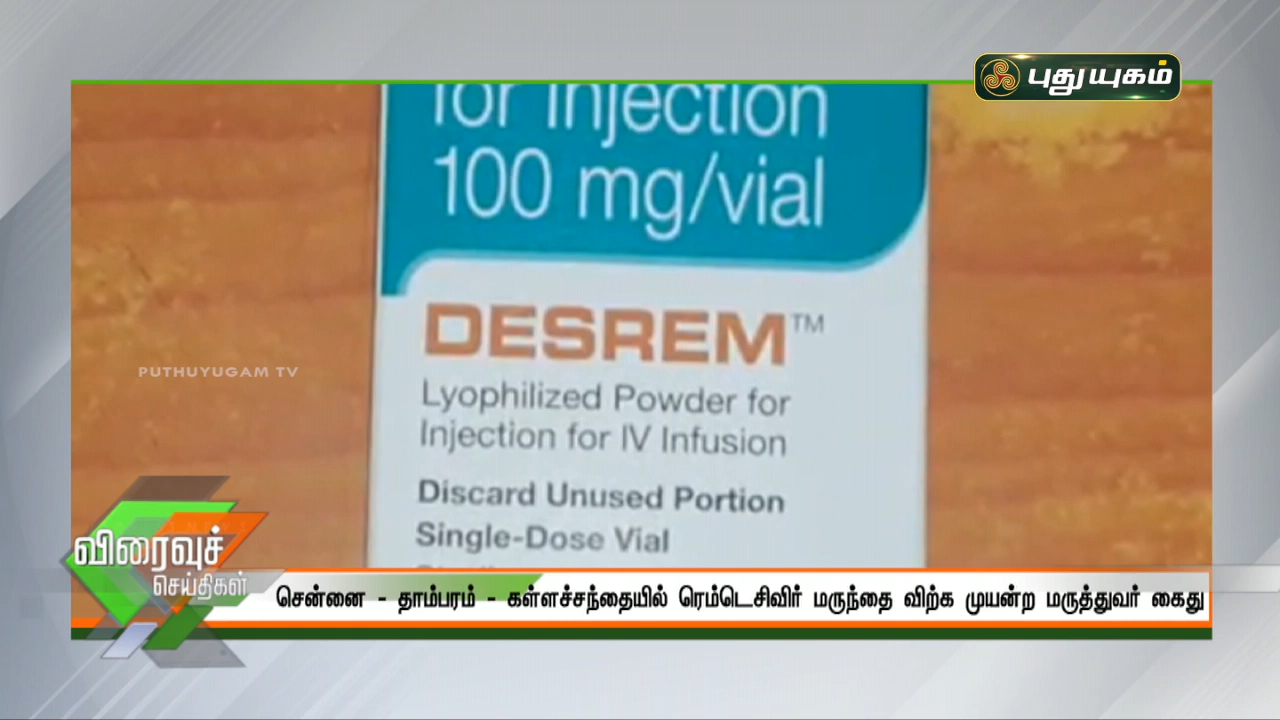 புதுயுகம்
for Injection
100 mg/vial
DESREM™
PUTHUYUGAM TV
Lyophilized Powder for
Injection for IV Infusion
Discard Unused Portion
Single-Dose Vial
விரைவுச்
செய்திகள்
சென்னை - தாம்பரம் - கள்ளச்சந்தையில் ரெம்டெசிவிர் மருந்தை விற்க முயன்ற மருத்துவர் கைது